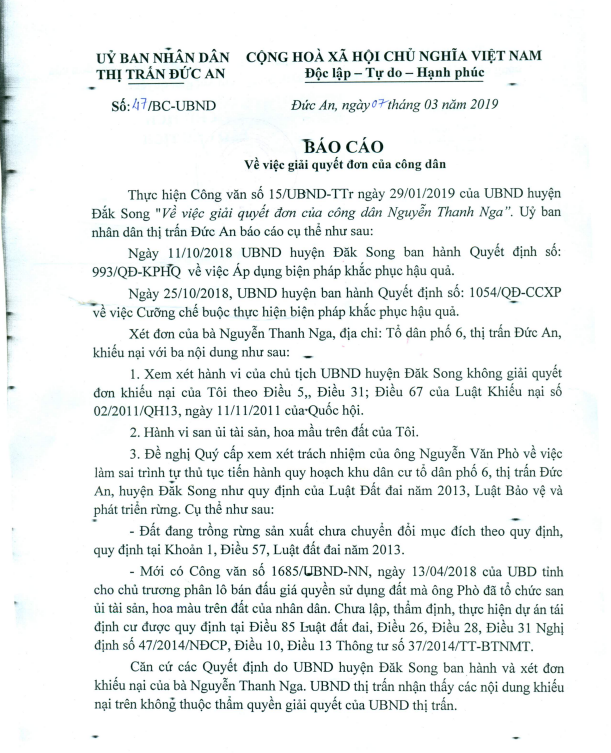 UỶ BAN NHÂN DÂN
THỊ TRẤN ĐỨC AN
CỘNG HOÀ XÃ HỘI CHỦ NGHĨA VIỆT NAM
Độc lập – Tự do – Hạnh phúc
Số: 47/BC-UBND
Đức An, ngày 07 tháng 03 năm 2019
BÁO CÁO
Về việc giải quyết đơn của công dân
Thực hiện Công văn số 15/UBND-TTr ngày 29/01/2019 của UBND huyện
Đắk Song "Về việc giải quyết đơn của công dân Nguyễn Thanh Nga”. Uỷ ban
nhân dân thị trấn Đức An báo cáo cụ thể như sau:
Ngày 11/10/2018 UBND huyện Đăk Song ban hành Quyết định số:
993/QĐ-KPHQ về việc Áp dụng biện pháp khắc phục hậu quả.
Ngày 25/10/2018, UBND huyện ban hành Quyết định số: 1054/QĐ-CCXP
về việc Cưỡng chế buộc thực hiện biện pháp khắc phục hậu quả.
Xét đơn của bà Nguyễn Thanh Nga, địa chỉ: Tổ dân phố 6, thị trấn Đức An,
khiếu nại với ba nội dung như sau:
1. Xem xét hành vi của chủ tịch UBND huyện Đăk Song không giải quyết
đơn khiếu nại của Tôi theo Điều 5,, Điều 31; Điều 67 của Luật Khiếu nại số
02/2011/QH13, ngày 11/11/2011 của Quốc hội.
2. Hành vi san ủi tài sản, hoa mầu trên đất của Tôi.
3. Đề nghị Quý cấp xem xét trách nhiệm của ông Nguyễn Văn Phò về việc
làm sai trình tự thủ tục tiến hành quy hoạch khu dân cư tổ dân phố 6, thị trấn Đức
An, huyện Đăk Song như quy định của Luật Đất đai năm 2013, Luật Bảo vệ và
phát triển rừng. Cụ thể như sau:
- Đất đang trồng rừng sản xuất chưa chuyển đổi mục đích theo quy định,
quy định tại Khoản 1, Điều 57, Luật đất đai năm 2013.
- Mới có Công văn số 1685/UBND-NN, ngày 13/04/2018 của UBD tỉnh
cho chủ trương phân lô bán đấu giá quyền sử dụng đất mà ông Phò đã tổ chức san
ủi tài sản, hoa màu trên đất của nhân dân. Chưa lập, thẩm định, thực hiện dự án tái
định cư được quy định tại Điều 85 Luật đất đai, Điều 26, Điều 28, Điều 31 Nghị
định số 47/2014/NĐCP, Điều 10, Điều 13 Thông tư số 37/2014/TT-BTNMT.
Căn cứ các Quyết định do UBND huyện Đăk Song ban hành và xét đơn
khiếu nại của bà Nguyễn Thanh Nga. UBND thị trấn nhận thấy các nội dung khiếu
nại trên không thuộc thẩm quyền giải quyết của UBND thị trấn.